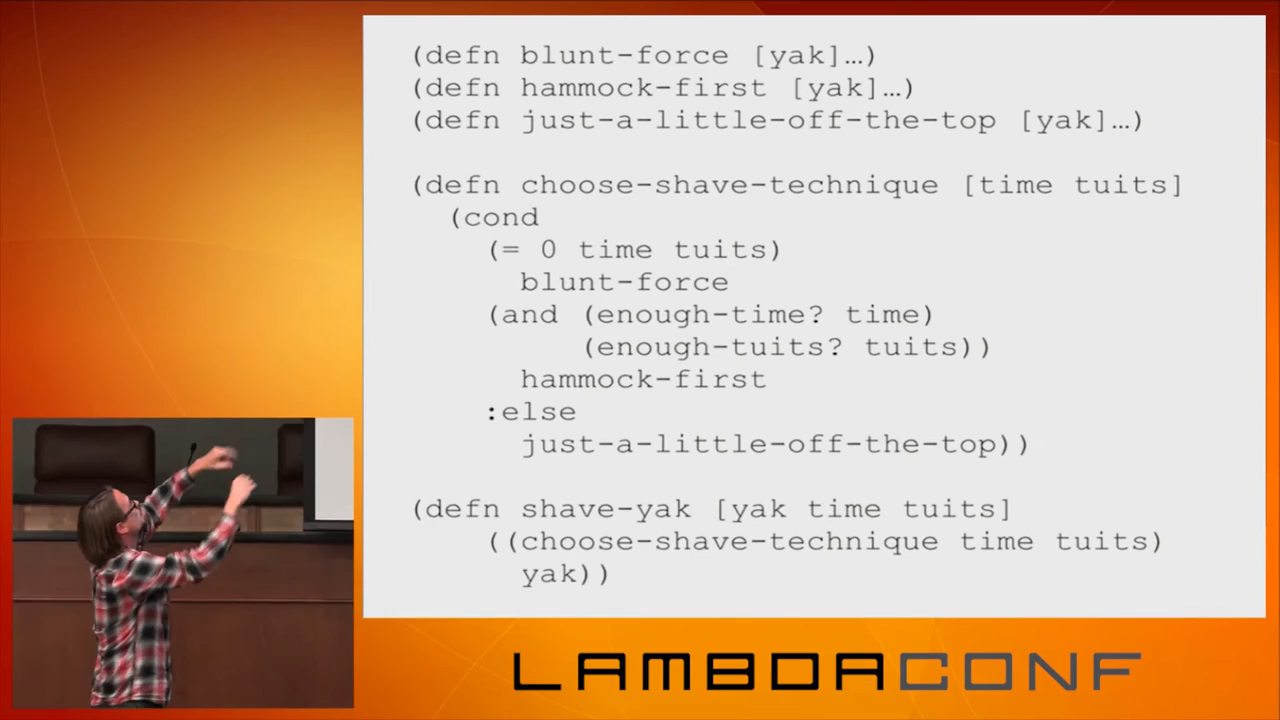 (defn blunt-force [yak]…)
(defn hammock-first [yak]…)
(defn just-a-little-off-the-top [yak]…)
(defn choose-shave-technique [time tuits]
(cond
(= 0 time tuits)
blunt-force
(and (enough-time? time)
(enough-tuits? tuits))
hammock-first
:else
just-a-little-off-the-top))
(defn shave-yak [yak time tuits]
((choose-shave-technique time tuits)
yak))
LAMBDACONF